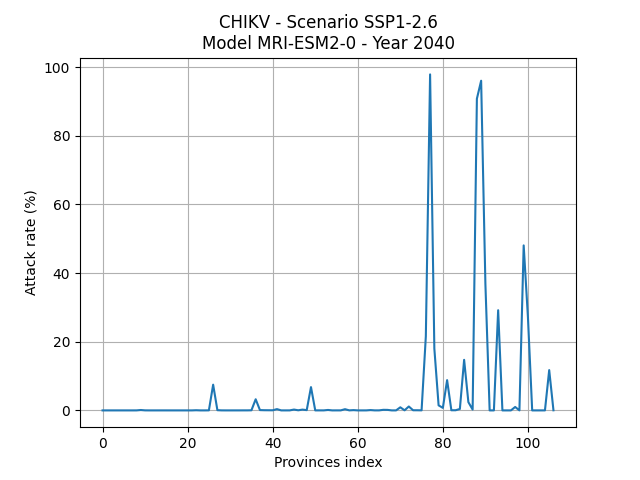 CHIKV - Scenario SSP1-2.6
Model MRI-ESM2-0 - Year 2040
100
80
60
40
20
0
Attack rate (%)
0 20 40 60 80 100
Provinces index